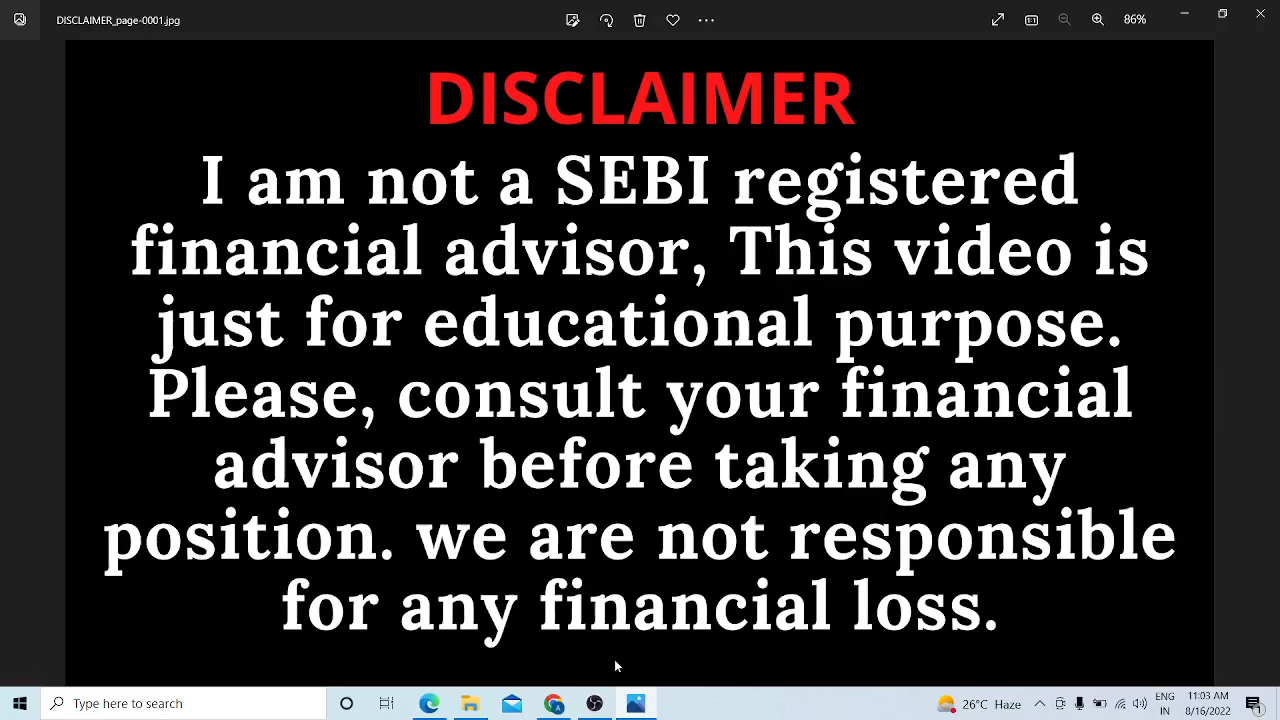 DISCLAIMER_page-0001.jpg
86%
DISCLAIMER
I am not a SEBI registered
financial advisor, This video is
just for educational purpose.
Please, consult your financial
advisor before taking any
position. we are not responsible
for any financial loss.
Type here to search
26°C Haze
ENG
IN
11:03 AM
8/16/2022
1